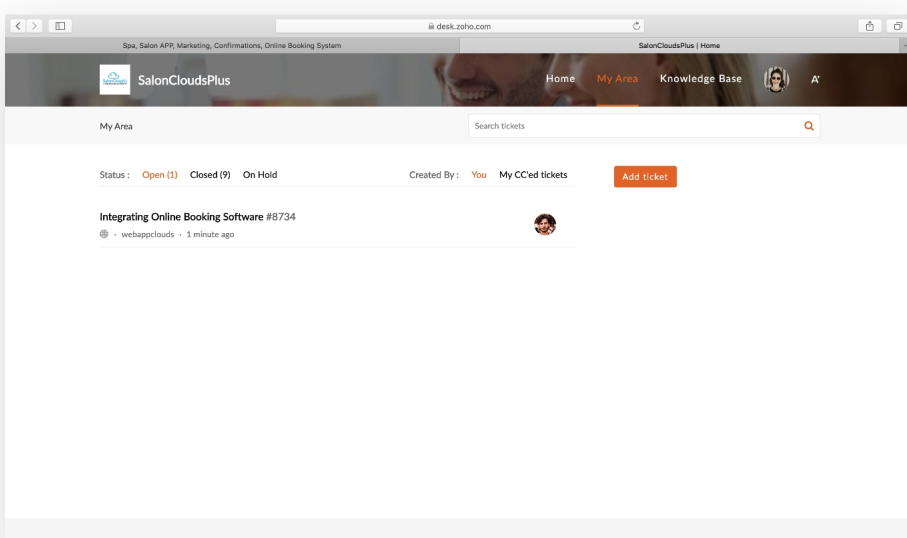 desk.zoho.com
Spa, Salon APP, Marketing, Confirmations, Online Booking System
SalonCloudsPlus | Home
SalonCloudsPlus
Home My Area Knowledge Base A+
My Area
Search tickets
Status : Open (1) Closed (9) On Hold
Created By : You My CC'ed tickets
Add ticket
Integrating Online Booking Software #8734
· webappclouds · 1 minute ago